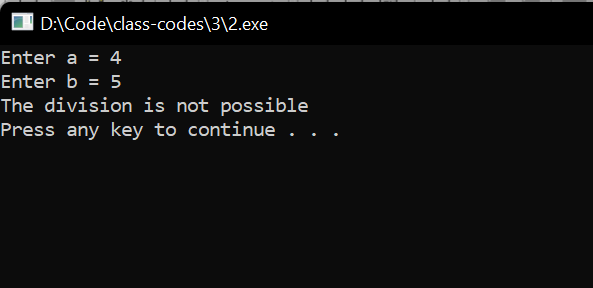 D:\Code\class-codes\3\2.exe
Enter a = 4
Enter b = 5
The division is not possible
Press any key to continue . . .